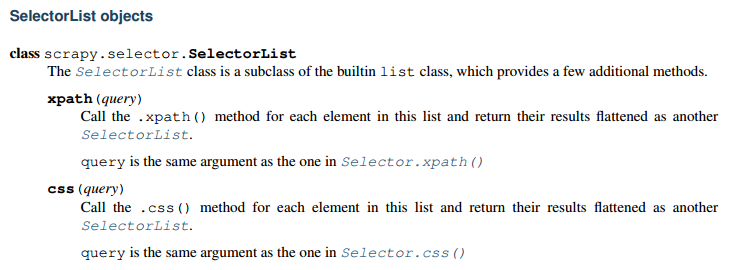 SelectorList objects
class scrapy.selector.SelectorList
The SelectorList class is a subclass of the builtin list class, which provides a few additional methods.
xpath(query)
Call the .xpath() method for each element in this list and return their results flattened as another
SelectorList.
query is the same argument as the one in Selector.xpath()
css(query)
Call the .css() method for each element in this list and return their results flattened as another
SelectorList.
query is the same argument as the one in Selector.css()